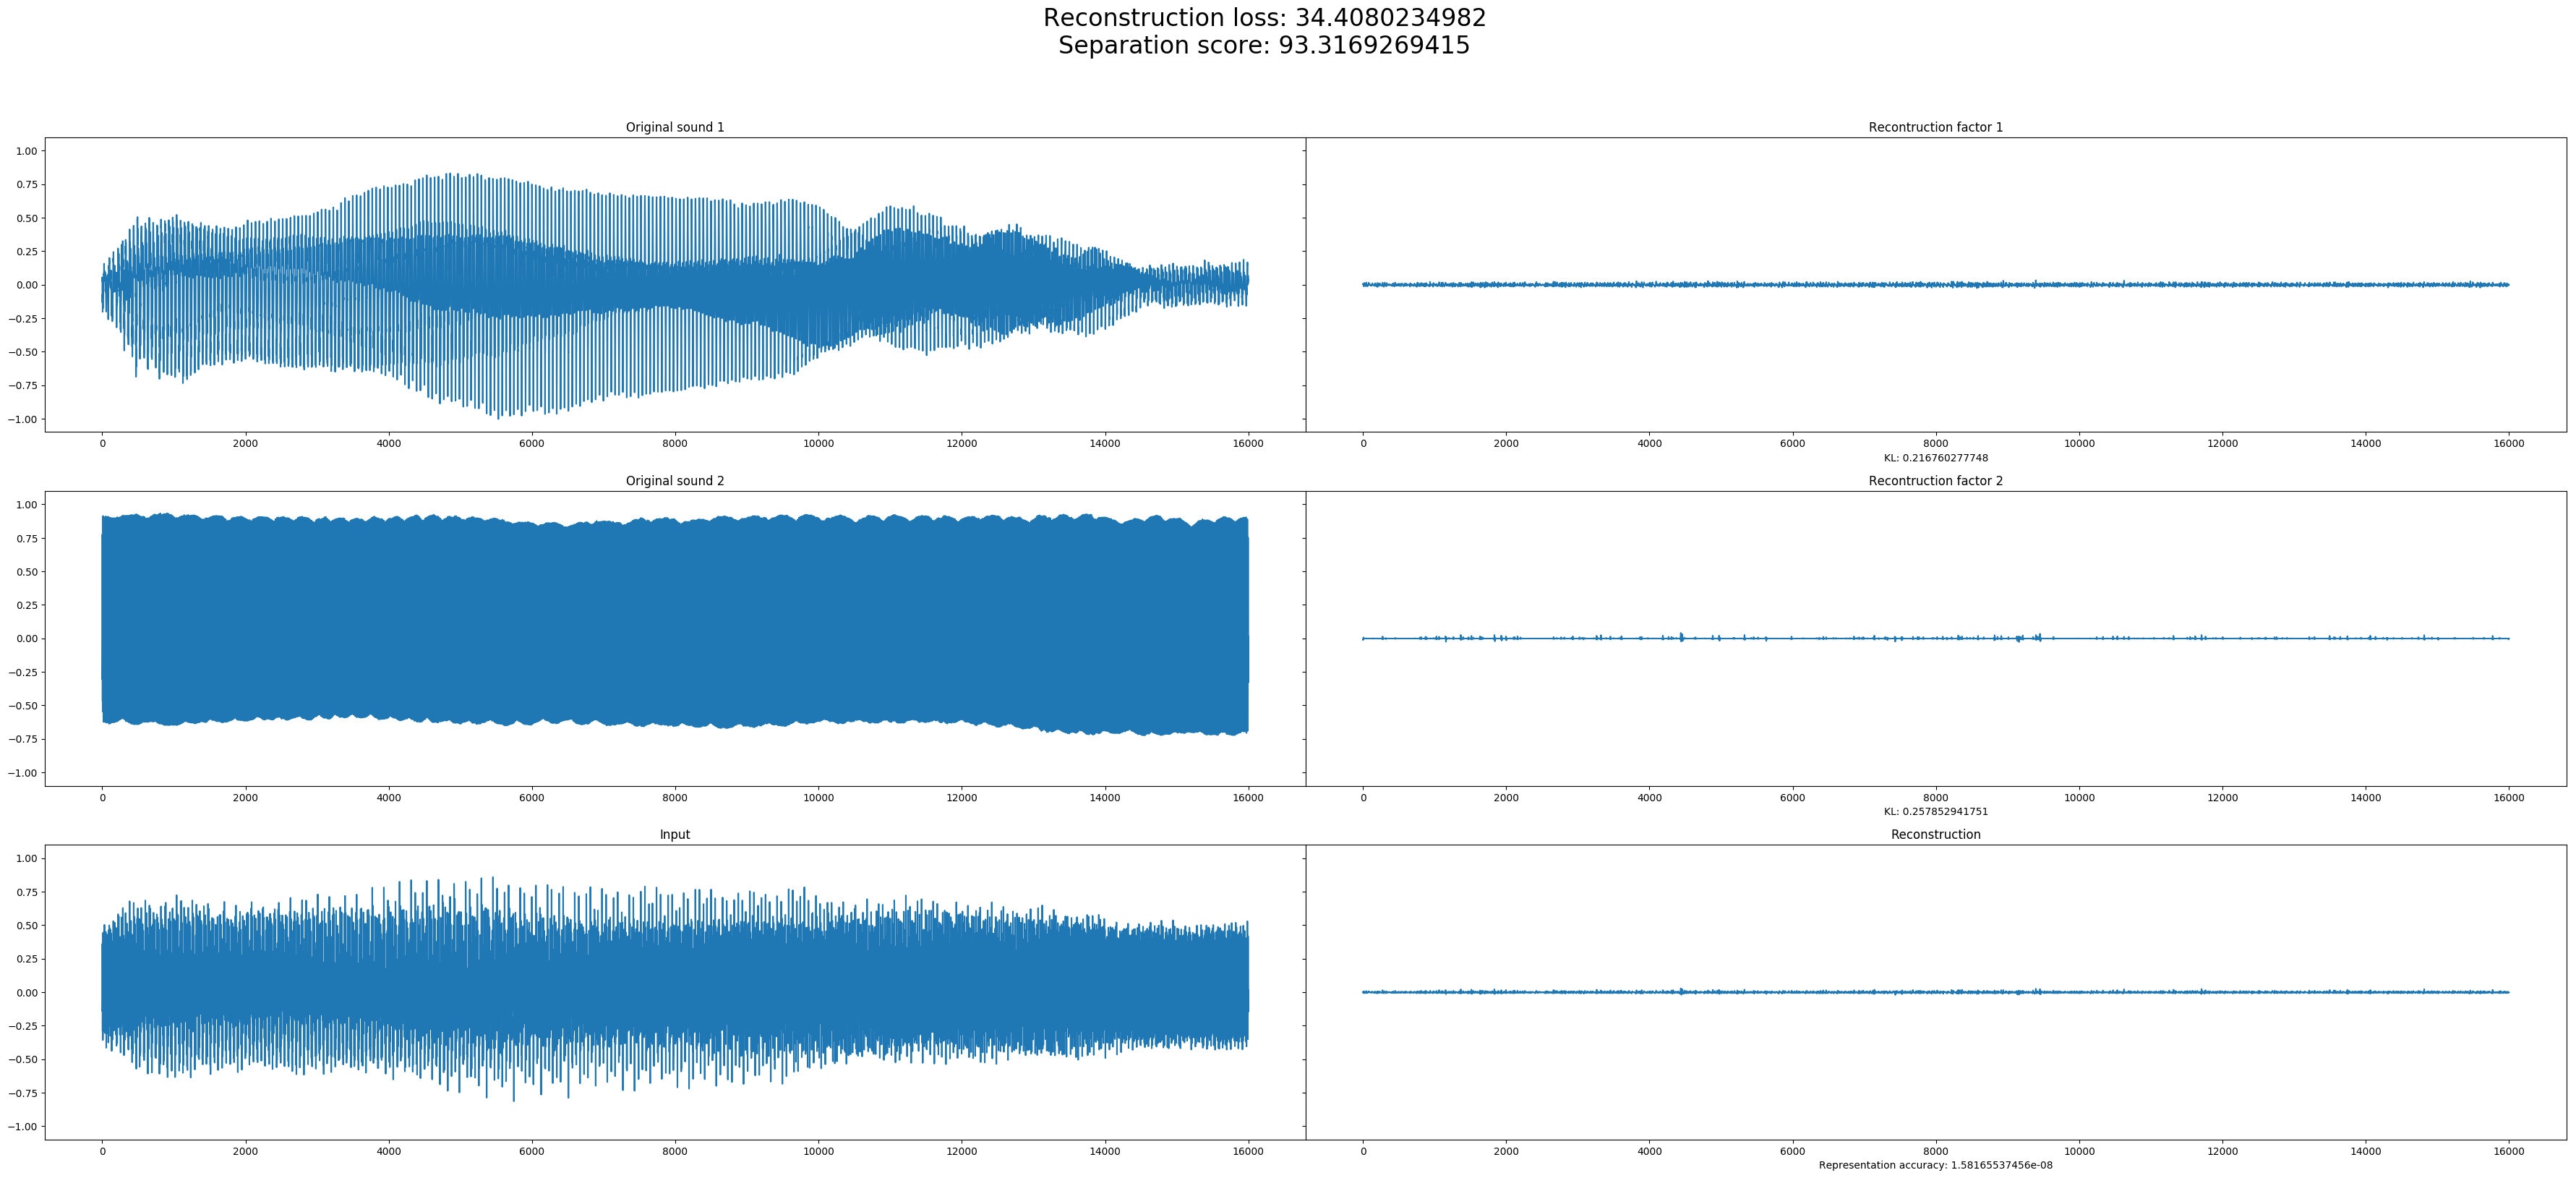 Reconstruction loss: 34.4080234982
Separation score: 93.3169269415
Original sound 1
1.00
0.75
0.50
0.25
0.00
−0.25
−0.50
−0.75
−1.00
0 2000 4000 6000 8000 10000 12000 14000 16000
Recontruction factor 1
0 2000 4000 6000 8000 10000 12000 14000 16000
KL: 0.216760277748
Original sound 2
1.00
0.75
0.50
0.25
0.00
−0.25
−0.50
−0.75
−1.00
0 2000 4000 6000 8000 10000 12000 14000 16000
Recontruction factor 2
0 2000 4000 6000 8000 10000 12000 14000 16000
KL: 0.257852941751
Input
1.00
0.75
0.50
0.25
0.00
−0.25
−0.50
−0.75
−1.00
0 2000 4000 6000 8000 10000 12000 14000 16000
Reconstruction
0 2000 4000 6000 8000 10000 12000 14000 16000
Representation accuracy: 1.58165537456e-08